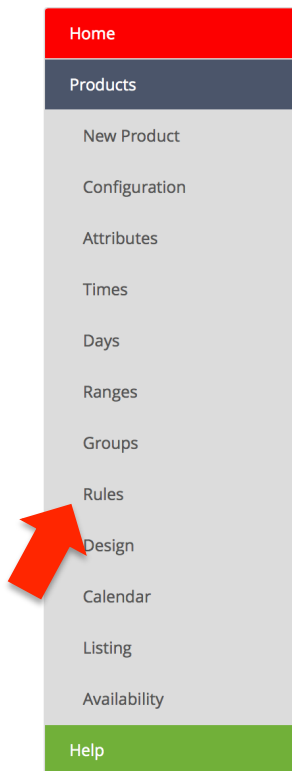 Home
Products
New Product
Configuration
Attributes
Times
Days
Ranges
Groups
Rules
Design
Calendar
Listing
Availability
Help